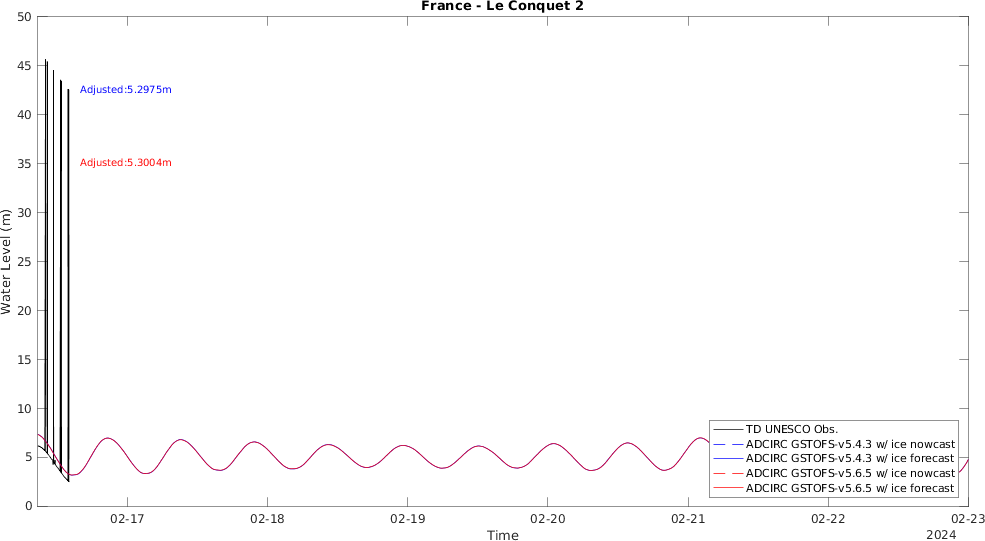 France - Le Conquet 2
50
45
40
35
30
25
20
15
10
5
0
Water Level (m)
Adjusted:5.2975m
Adjusted:5.3004m
TD UNESCO Obs.
ADCIRC GSTOFS-v5.4.3 w/ ice nowcast
ADCIRC GSTOFS-v5.4.3 w/ ice forecast
ADCIRC GSTOFS-v5.6.5 w/ ice nowcast
ADCIRC GSTOFS-v5.6.5 w/ ice forecast
02-17 02-18 02-19 02-20 02-21 02-22 02-23
Time
2024